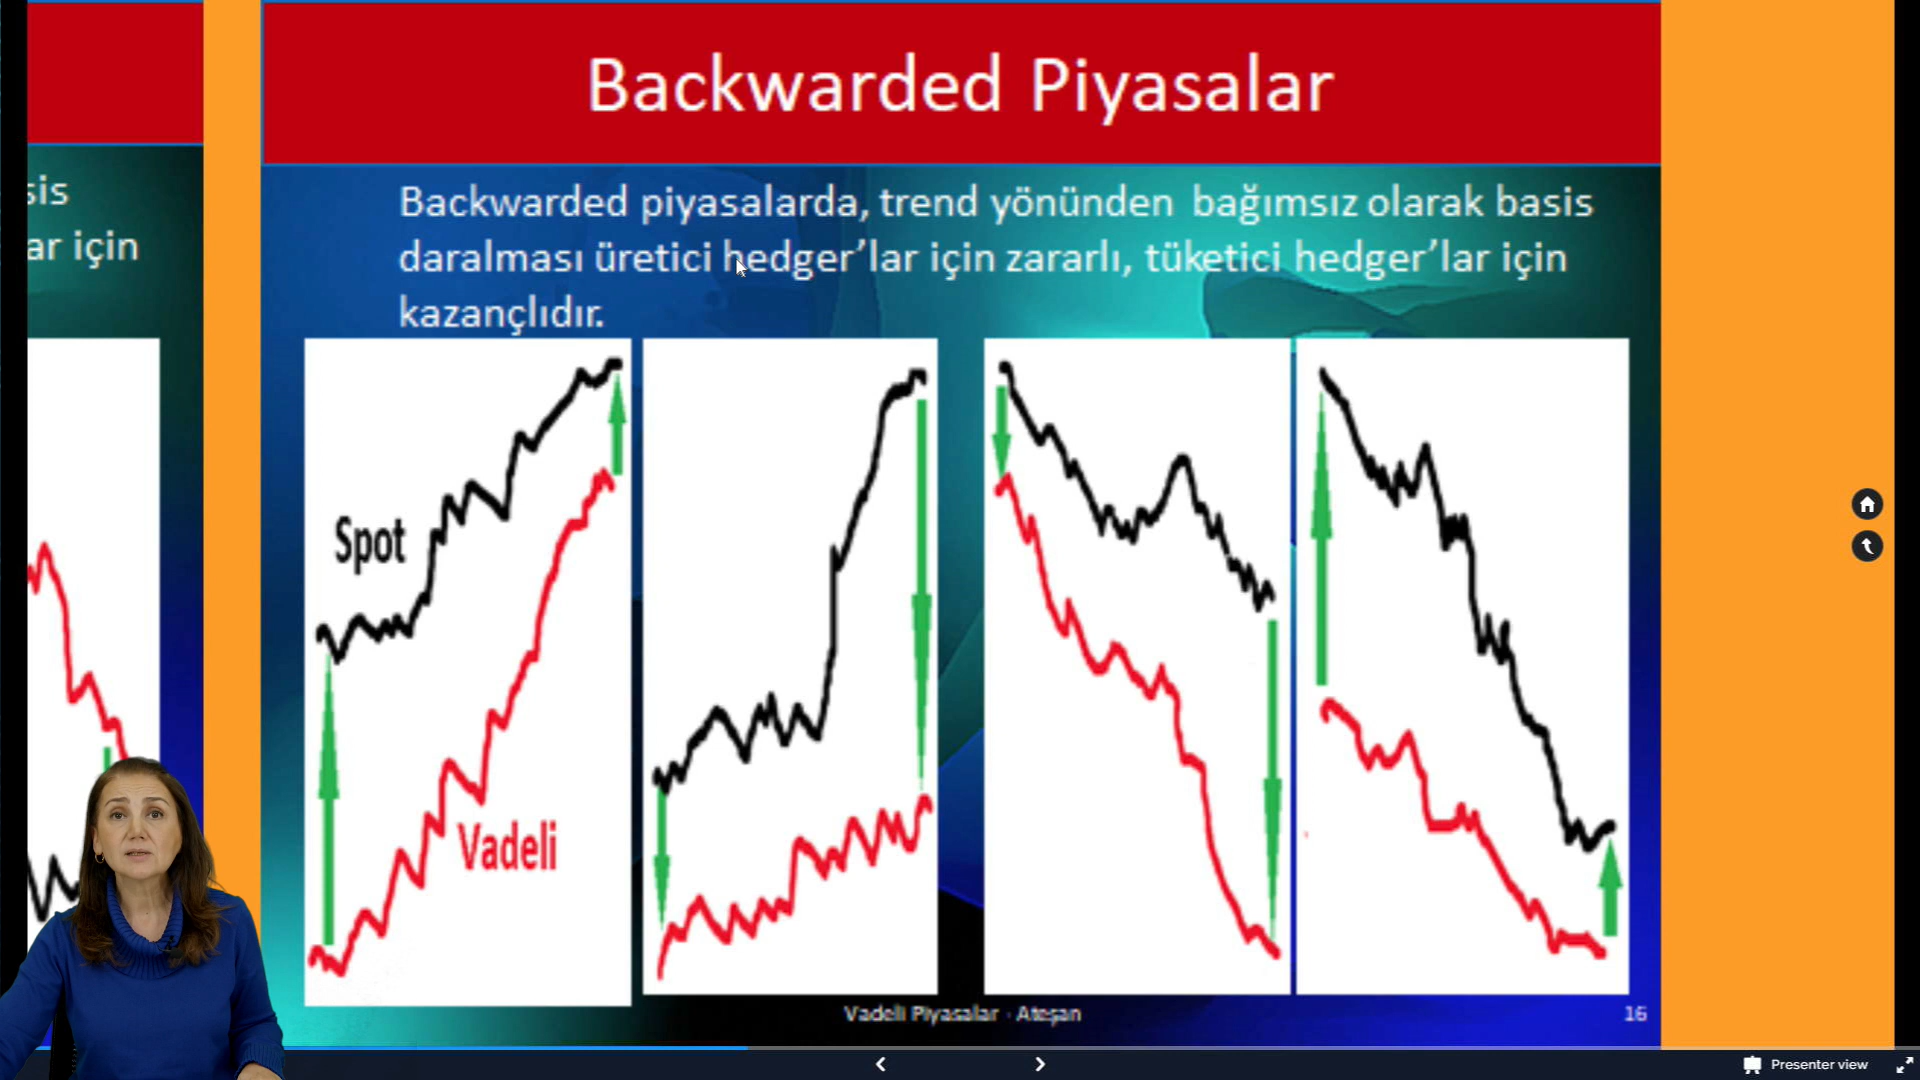 Backwarded Piyasalar
sis
ar için
Backwarded piyasalarda, trend yönünden bağımsız olarak basis
daralması üretici hedger’lar için zararlı, tüketici hedger’lar için
kazançlıdır.
Spot
Vadeli
Vadeli Piyasalar - Ateşan
16
Presenter view